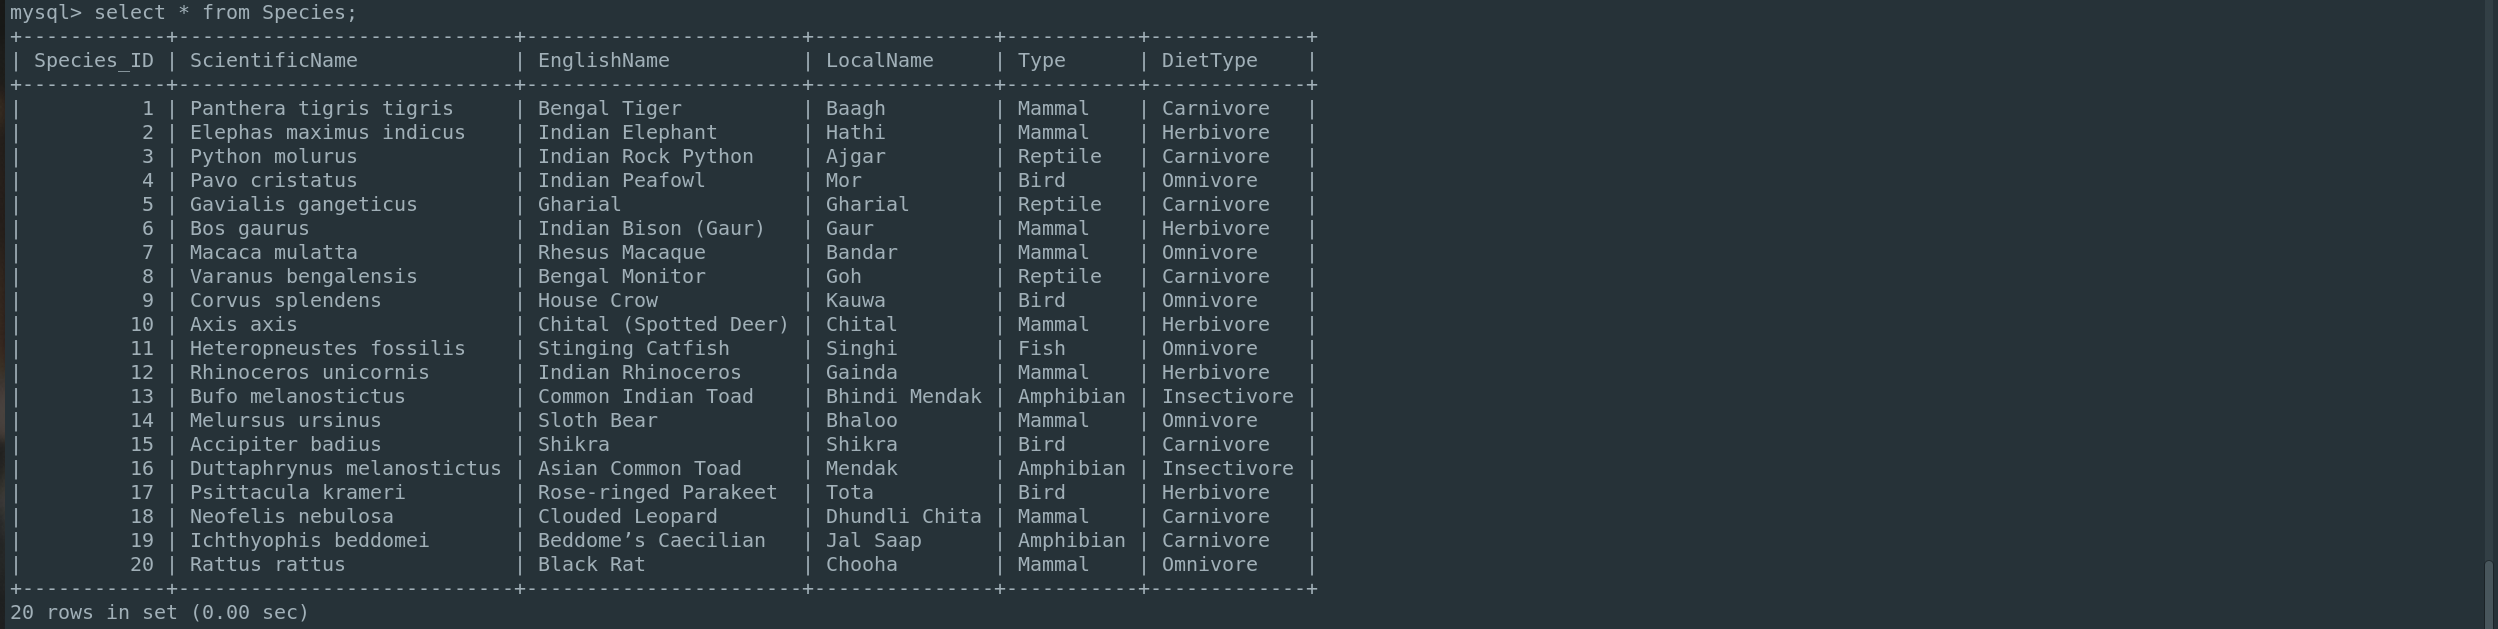 mysql> select * from Species;
+------------+---------------------------+-----------------------+---------------+-----------+-------------+
| Species_ID | ScientificName            | EnglishName           | LocalName     | Type      | DietType    |
+------------+---------------------------+-----------------------+---------------+-----------+-------------+
|          1 | Panthera tigris tigris    | Bengal Tiger          | Baagh         | Mammal    | Carnivore   |
|          2 | Elephas maximus indicus   | Indian Elephant       | Hathi         | Mammal    | Herbivore   |
|          3 | Python molurus            | Indian Rock Python    | Ajgar         | Reptile   | Carnivore   |
|          4 | Pavo cristatus            | Indian Peafowl        | Mor           | Bird      | Omnivore    |
|          5 | Gavialis gangeticus       | Gharial               | Gharial       | Reptile   | Carnivore   |
|          6 | Bos gaurus                | Indian Bison (Gaur)   | Gaur          | Mammal    | Herbivore   |
|          7 | Macaca mulatta            | Rhesus Macaque        | Bandar        | Mammal    | Omnivore    |
|          8 | Varanus bengalensis       | Bengal Monitor        | Goh           | Reptile   | Carnivore   |
|          9 | Corvus splendens          | House Crow            | Kauwa         | Bird      | Omnivore    |
|         10 | Axis axis                 | Chital (Spotted Deer) | Chital        | Mammal    | Herbivore   |
|         11 | Heteropneustes fossilis   | Stinging Catfish      | Singhi        | Fish      | Omnivore    |
|         12 | Rhinoceros unicornis      | Indian Rhinoceros     | Gainda        | Mammal    | Herbivore   |
|         13 | Bufo melanostictus        | Common Indian Toad    | Bhindi Mendak | Amphibian | Insectivore |
|         14 | Melursus ursinus          | Sloth Bear            | Bhaloo        | Mammal    | Omnivore    |
|         15 | Accipiter badius          | Shikra                | Shikra        | Bird      | Carnivore   |
|         16 | Duttaphrynus melanostictus | Asian Common Toad     | Mendak        | Amphibian | Insectivore |
|         17 | Psittacula krameri        | Rose-ringed Parakeet  | Tota          | Bird      | Herbivore   |
|         18 | Neofelis nebulosa         | Clouded Leopard       | Dhundli Chita | Mammal    | Carnivore   |
|         19 | Ichthyophis beddomei      | Beddome’s Caecilian   | Jal Saap      | Amphibian | Carnivore   |
|         20 | Rattus rattus             | Black Rat             | Chooha        | Mammal    | Omnivore    |
+------------+---------------------------+-----------------------+---------------+-----------+-------------+
20 rows in set (0.00 sec)